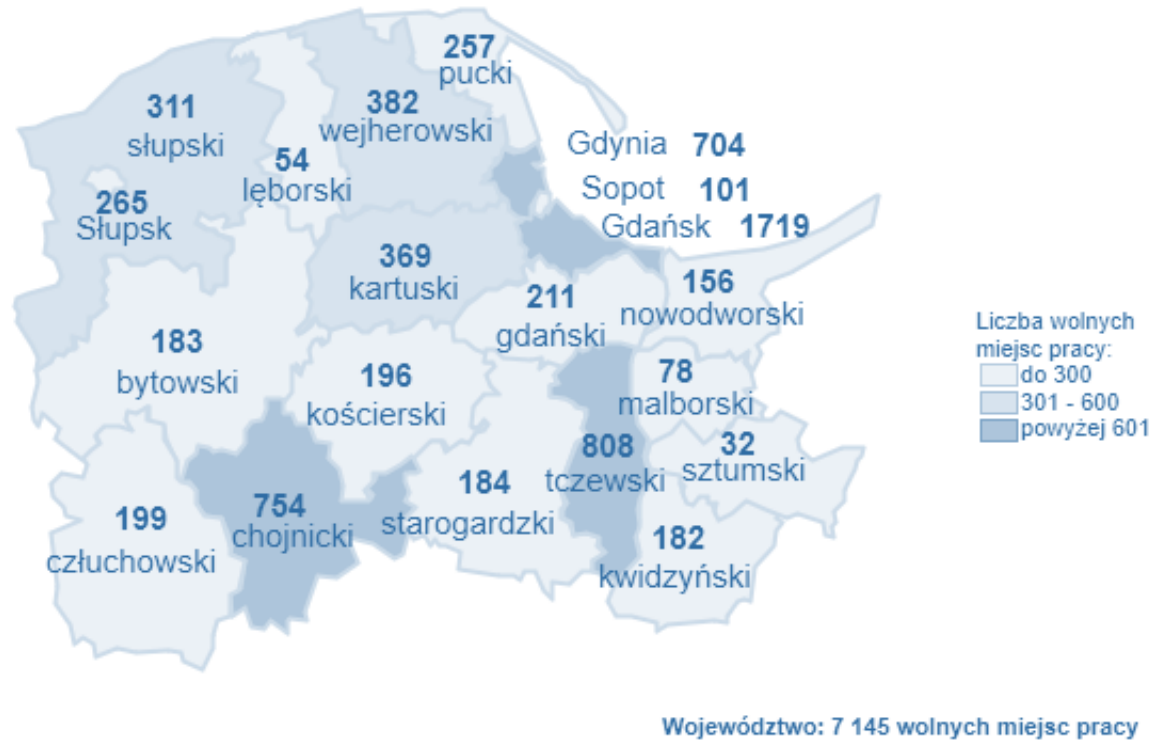 257
pucki
311
słupski
382
wejherowski
54
lęborski
Gdynia 704
Sopot 101
Gdańsk 1719
265
Słupsk
369
kartuski
211
gdański
156
nowodworski
183
bytowski
196
kościerski
78
malborski
808
tczewski
32
sztumski
199
człuchowski
754
chojnicki
184
starogardzki
182
kwidzyński
Liczba wolnych
miejsc pracy:
do 300
301 - 600
powyżej 601
Województwo: 7 145 wolnych miejsc pracy